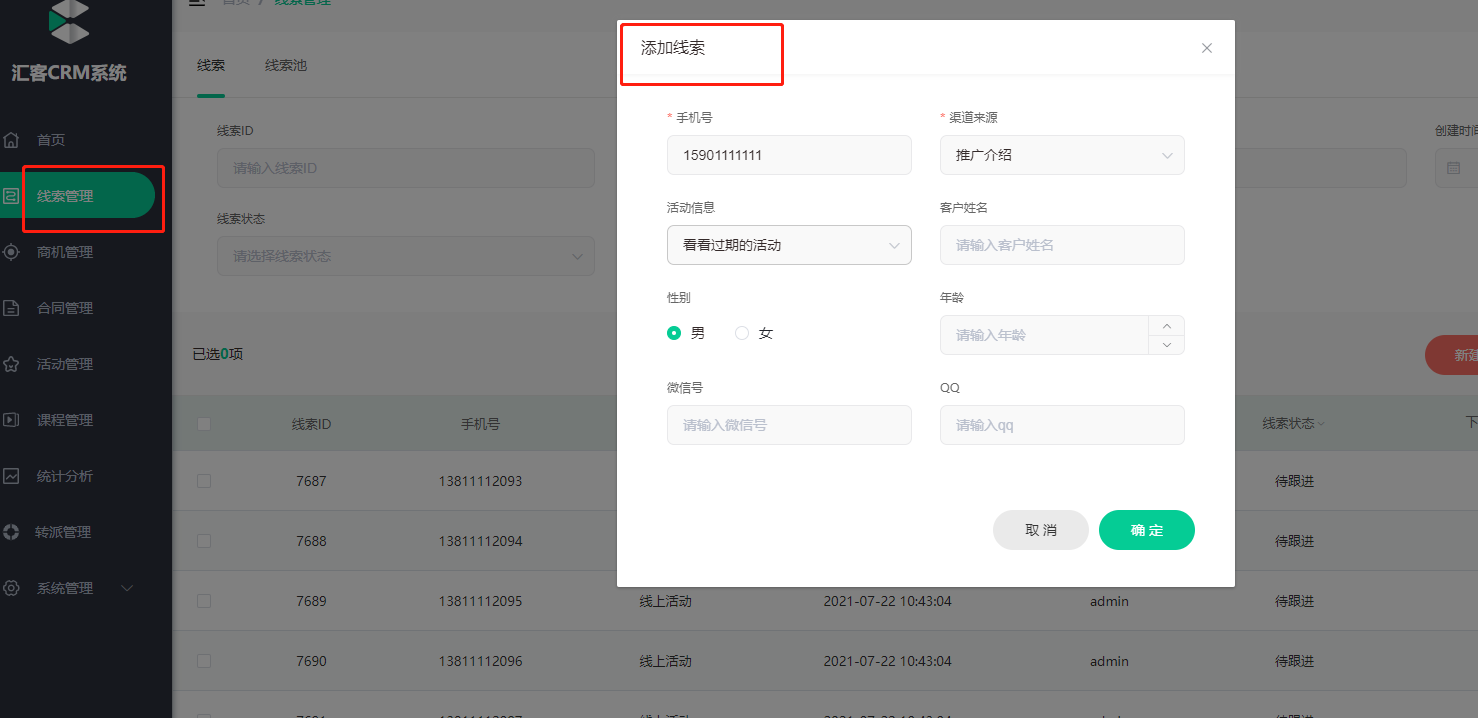 首页 / 线索管理
汇客CRM系统
首页
线索管理
商机管理
合同管理
活动管理
课程管理
统计分析
转派管理
系统管理
线索
线索池
线索ID
请输入线索ID
线索状态
请选择线索状态
创建时间
已选0项
新建
线索ID 手机号 线索状态 下
7687 13811112093 待跟进
7688 13811112094 待跟进
7689 13811112095 线上活动 2021-07-22 10:43:04 admin 待跟进
7690 13811112096 线上活动 2021-07-22 10:43:04 admin 待跟进
添加线索
* 手机号
15901111111
* 渠道来源
推广介绍
活动信息
看看过期的活动
客户姓名
请输入客户姓名
性别
男 女
年龄
请输入年龄
微信号
请输入微信号
QQ
请输入qq
取消 确定